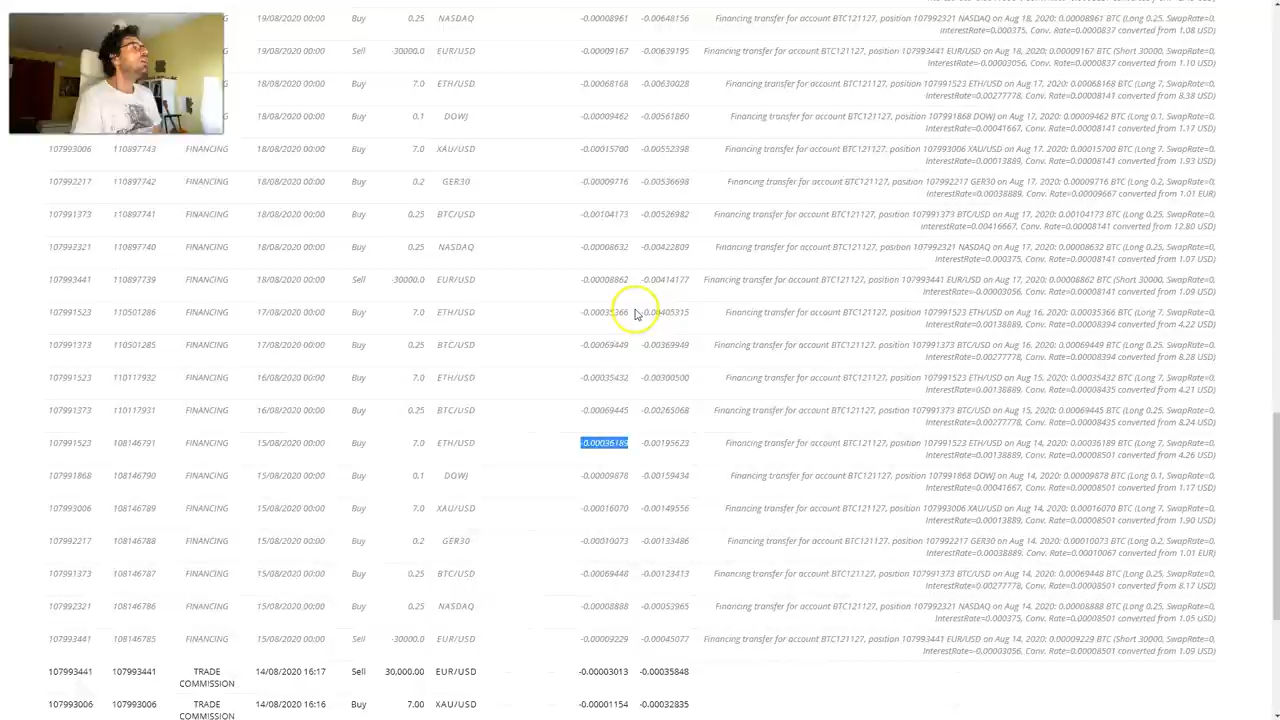 19/08/2020 00:00 Buy 0.25 NASDAQ -0.00008961 -0.00648156 Financing transfer for account BTC121127, position 107992321 NASDAQ on Aug 18, 2020: 0.00008961 BTC (Long 0.25, SwapRate=0,
InterestRate=0.000375, Conv. Rate=0.0000837 converted from 1.08 USD)
19/08/2020 00:00 Sell -30000.0 EUR/USD -0.00009167 -0.00639195 Financing transfer for account BTC121127, position 107993441 EUR/USD on Aug 18, 2020: 0.00009167 BTC (Short 30000, SwapRate=0,
InterestRate=-0.00003056, Conv. Rate=0.0000837 converted from 1.10 USD)
18/08/2020 00:00 Buy 7.0 ETH/USD -0.00068168 -0.00630028 Financing transfer for account BTC121127, position 107991523 ETH/USD on Aug 17, 2020: 0.00068168 BTC (Long 7, SwapRate=0,
InterestRate=0.00277778, Conv. Rate=0.00008141 converted from 8.38 USD)
18/08/2020 00:00 Buy 0.1 DOWJ -0.00009462 -0.00561860 Financing transfer for account BTC121127, position 107991868 DOWJ on Aug 17, 2020: 0.00009462 BTC (Long 0.1, SwapRate=0,
InterestRate=0.00041667, Conv. Rate=0.00008141 converted from 1.17 USD)
107993006 110897743 FINANCING 18/08/2020 00:00 Buy 7.0 XAU/USD -0.00015700 -0.00552398 Financing transfer for account BTC121127, position 107993006 XAU/USD on Aug 17, 2020: 0.00015700 BTC (Long 7, SwapRate=0,
InterestRate=0.00013889, Conv. Rate=0.00008141 converted from 1.93 USD)
107992217 110897742 FINANCING 18/08/2020 00:00 Buy 0.2 GER30 -0.00009716 -0.00536698 Financing transfer for account BTC121127, position 107992217 GER30 on Aug 17, 2020: 0.00009716 BTC (Long 0.2, SwapRate=0,
InterestRate=0.00038889, Conv. Rate=0.00009667 converted from 1.01 EUR)
107991373 110897741 FINANCING 18/08/2020 00:00 Buy 0.25 BTC/USD -0.00104173 -0.00526982 Financing transfer for account BTC121127, position 107991373 BTC/USD on Aug 17, 2020: 0.00104173 BTC (Long 0.25, SwapRate=0,
InterestRate=0.00416667, Conv. Rate=0.00008141 converted from 12.80 USD)
107992321 110897740 FINANCING 18/08/2020 00:00 Buy 0.25 NASDAQ -0.00008632 -0.00422809 Financing transfer for account BTC121127, position 107992321 NASDAQ on Aug 17, 2020: 0.00008632 BTC (Long 0.25, SwapRate=0,
InterestRate=0.000375, Conv. Rate=0.00008141 converted from 1.07 USD)
107993441 110897739 FINANCING 18/08/2020 00:00 Sell -30000.0 EUR/USD -0.00008862 -0.00414177 Financing transfer for account BTC121127, position 107993441 EUR/USD on Aug 17, 2020: 0.00008862 BTC (Short 30000, SwapRate=0,
InterestRate=-0.00003056, Conv. Rate=0.00008141 converted from 1.09 USD)
107991523 110501286 FINANCING 17/08/2020 00:00 Buy 7.0 ETH/USD -0.00035366 -0.00405315 Financing transfer for account BTC121127, position 107991523 ETH/USD on Aug 16, 2020: 0.00035366 BTC (Long 7, SwapRate=0,
InterestRate=0.00138889, Conv. Rate=0.00008394 converted from 4.22 USD)
107991373 110501285 FINANCING 17/08/2020 00:00 Buy 0.25 BTC/USD -0.00069449 -0.00369949 Financing transfer for account BTC121127, position 107991373 BTC/USD on Aug 16, 2020: 0.00069449 BTC (Long 0.25, SwapRate=0,
InterestRate=0.00277778, Conv. Rate=0.00008394 converted from 8.28 USD)
107991523 110117932 FINANCING 16/08/2020 00:00 Buy 7.0 ETH/USD -0.00035432 -0.00300500 Financing transfer for account BTC121127, position 107991523 ETH/USD on Aug 15, 2020: 0.00035432 BTC (Long 7, SwapRate=0,
InterestRate=0.00138889, Conv. Rate=0.00008435 converted from 4.21 USD)
107991373 110117931 FINANCING 16/08/2020 00:00 Buy 0.25 BTC/USD -0.00069445 -0.00265068 Financing transfer for account BTC121127, position 107991373 BTC/USD on Aug 15, 2020: 0.00069445 BTC (Long 0.25, SwapRate=0,
InterestRate=0.00277778, Conv. Rate=0.00008435 converted from 8.24 USD)
107991523 108146791 FINANCING 15/08/2020 00:00 Buy 7.0 ETH/USD -0.00036189 -0.00195623 Financing transfer for account BTC121127, position 107991523 ETH/USD on Aug 14, 2020: 0.00036189 BTC (Long 7, SwapRate=0,
InterestRate=0.00138889, Conv. Rate=0.00008501 converted from 4.26 USD)
107991868 108146790 FINANCING 15/08/2020 00:00 Buy 0.1 DOWJ -0.00009878 -0.00159434 Financing transfer for account BTC121127, position 107991868 DOWJ on Aug 14, 2020: 0.00009878 BTC (Long 0.1, SwapRate=0,
InterestRate=0.00041667, Conv. Rate=0.00008501 converted from 1.17 USD)
107993006 108146789 FINANCING 15/08/2020 00:00 Buy 7.0 XAU/USD -0.00016070 -0.00149556 Financing transfer for account BTC121127, position 107993006 XAU/USD on Aug 14, 2020: 0.00016070 BTC (Long 7, SwapRate=0,
InterestRate=0.00013889, Conv. Rate=0.00008501 converted from 1.90 USD)
107992217 108146788 FINANCING 15/08/2020 00:00 Buy 0.2 GER30 -0.00010073 -0.00133486 Financing transfer for account BTC121127, position 107992217 GER30 on Aug 14, 2020: 0.00010073 BTC (Long 0.2, SwapRate=0,
InterestRate=0.00038889, Conv. Rate=0.00010067 converted from 1.01 EUR)
107991373 108146787 FINANCING 15/08/2020 00:00 Buy 0.25 BTC/USD -0.00069448 -0.00123413 Financing transfer for account BTC121127, position 107991373 BTC/USD on Aug 14, 2020: 0.00069448 BTC (Long 0.25, SwapRate=0,
InterestRate=0.00277778, Conv. Rate=0.00008501 converted from 8.17 USD)
107992321 108146786 FINANCING 15/08/2020 00:00 Buy 0.25 NASDAQ -0.00008888 -0.00053965 Financing transfer for account BTC121127, position 107992321 NASDAQ on Aug 14, 2020: 0.00008888 BTC (Long 0.25, SwapRate=0,
InterestRate=0.000375, Conv. Rate=0.00008501 converted from 1.05 USD)
107993441 108146785 FINANCING 15/08/2020 00:00 Sell -30000.0 EUR/USD -0.00009229 -0.00045077 Financing transfer for account BTC121127, position 107993441 EUR/USD on Aug 14, 2020: 0.00009229 BTC (Short 30000, SwapRate=0,
InterestRate=-0.00003056, Conv. Rate=0.00008501 converted from 1.09 USD)
107993441 107993441 TRADE COMMISSION 14/08/2020 16:17 Sell 30,000.00 EUR/USD -0.00003013 -0.00035848
107993006 107993006 TRADE COMMISSION 14/08/2020 16:16 Buy 7.00 XAU/USD -0.00001154 -0.00032835